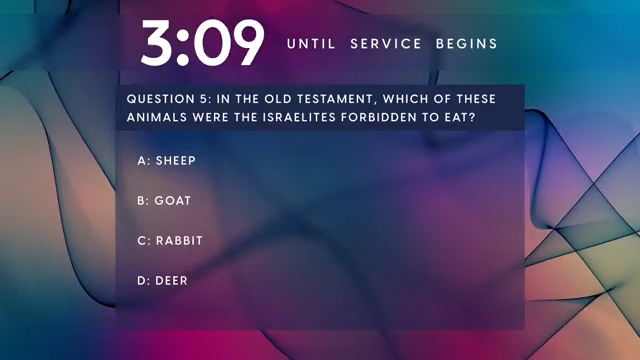 3:09 UNTIL SERVICE BEGINS
QUESTION 5: IN THE OLD TESTAMENT, WHICH OF THESE
ANIMALS WERE THE ISRAELITES FORBIDDEN TO EAT?
A: SHEEP
B: GOAT
C: RABBIT
D: DEER